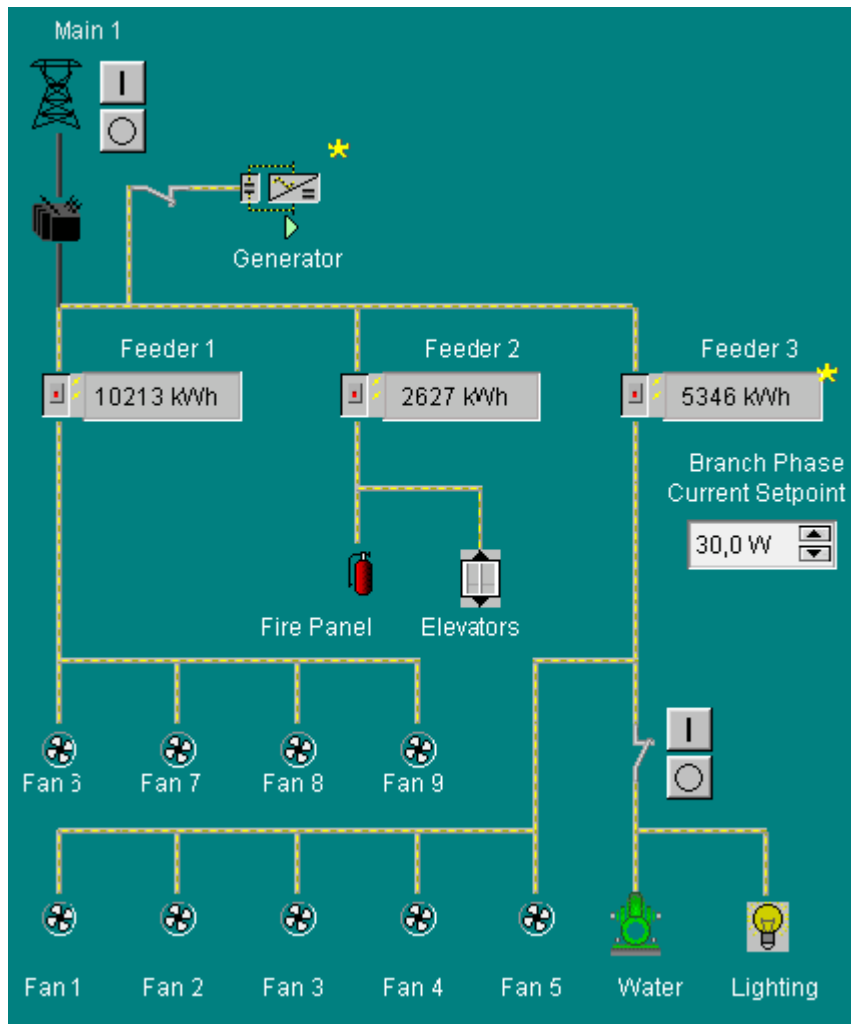 Main 1
Generator
Feeder 1
Feeder 2
Feeder 3
10213 kWh
2627 kWh
5346 kWh
Branch Phase
Current Setpoint
30,0 W
Fire Panel
Elevators
Fan 6
Fan 7
Fan 8
Fan 9
Fan 1
Fan 2
Fan 3
Fan 4
Fan 5
Water
Lighting